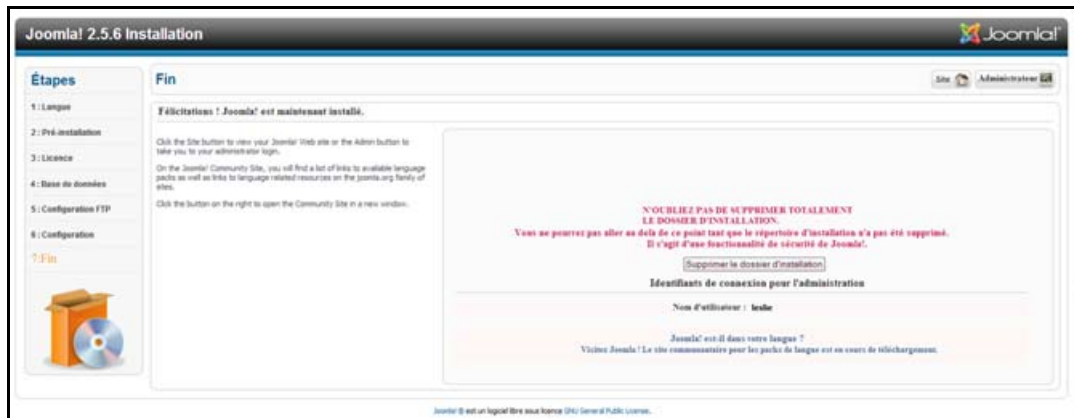 Joomla! 2.5.6 Installation
Joomla!
Étapes
1 : Langue
2 : Pré-installation
3 : Licence
4 : Base de données
5 : Configuration FTP
6 : Configuration
7:Fin
Fin
Site
Administrateur
Félicitations ! Joomla! est maintenant installé.
Click the Site button to view your Joomla! Web site or the Admin button to
take you to your administrator login.
On the Joomla! Community Site, you will find a list of links to available language
packs as well as links to language related resources on the joomla.org family of
sites.
Click the button on the right to open the Community Site in a new window.
N'OUBLIEZ PAS DE SUPPRIMER TOTALEMENT
LE DOSSIER D'INSTALLATION.
Vous ne pourrez pas aller au delà de ce point tant que le répertoire d'installation n'a pas été supprimé.
Il s'agit d'une fonctionnalité de sécurité de Joomla!.
Supprimer le dossier d'installation
Identifiants de connexion pour l'administration
Nom d'utilisateur : leslie
Joomla! est-il dans votre langue ?
Visitez Joomla ! Le site communautaire pour les packs de langue est en cours de téléchargement.
Joomla! ® est un logiciel libre sous licence GNU General Public License.